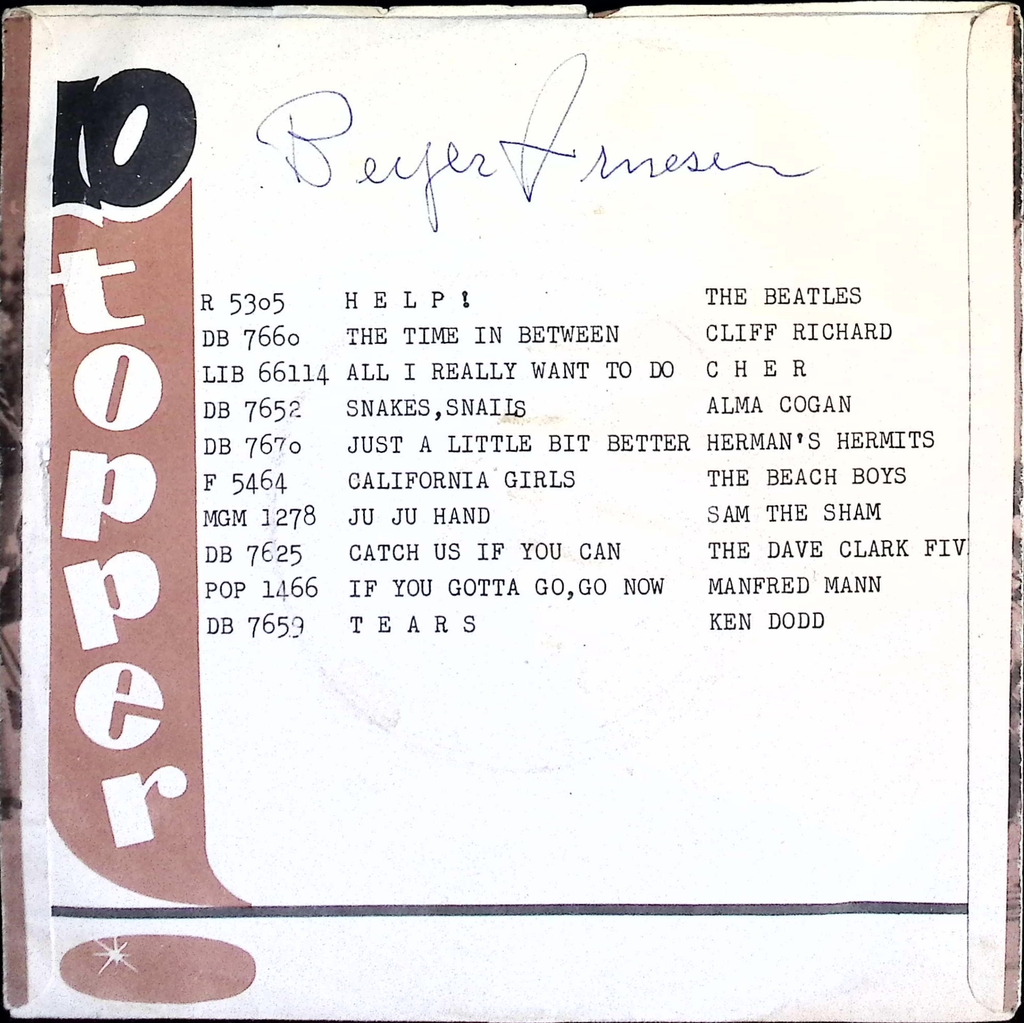 10 topper
Beyer Arnesen
R 5305 H E L P ! THE BEATLES
DB 7660 THE TIME IN BETWEEN CLIFF RICHARD
LIB 66114 ALL I REALLY WANT TO DO C H E R
DB 7652 SNAKES,SNAILS ALMA COGAN
DB 7670 JUST A LITTLE BIT BETTER HERMAN'S HERMITS
F 5464 CALIFORNIA GIRLS THE BEACH BOYS
MGM 1278 JU JU HAND SAM THE SHAM
DB 7625 CATCH US IF YOU CAN THE DAVE CLARK FIV
POP 1466 IF YOU GOTTA GO,GO NOW MANFRED MANN
DB 7659 T E A R S KEN DODD